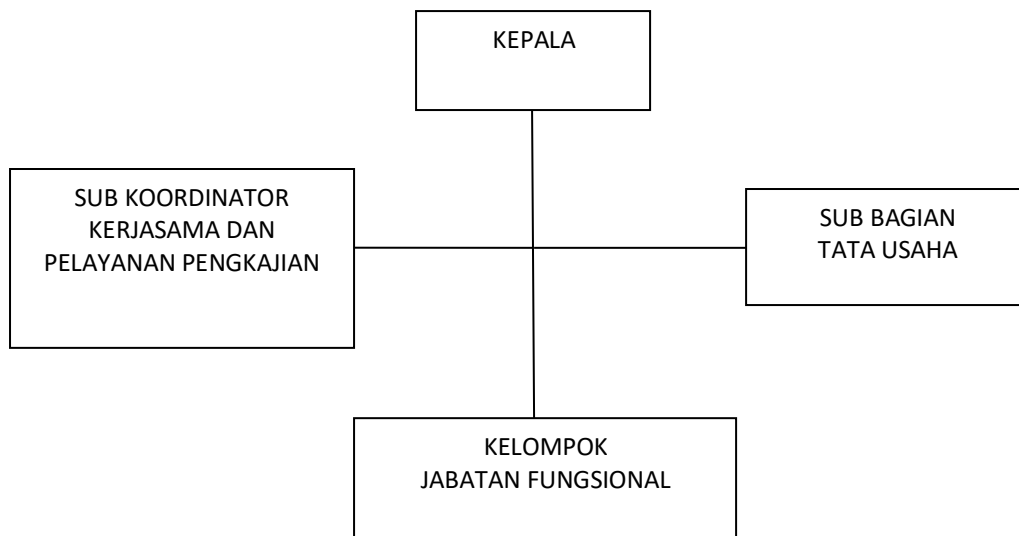 KEPALA
SUB KOORDINATOR
KERJASAMA DAN
PELAYANAN PENGKAJIAN
SUB BAGIAN
TATA USAHA
KELOMPOK
JABATAN FUNGSIONAL